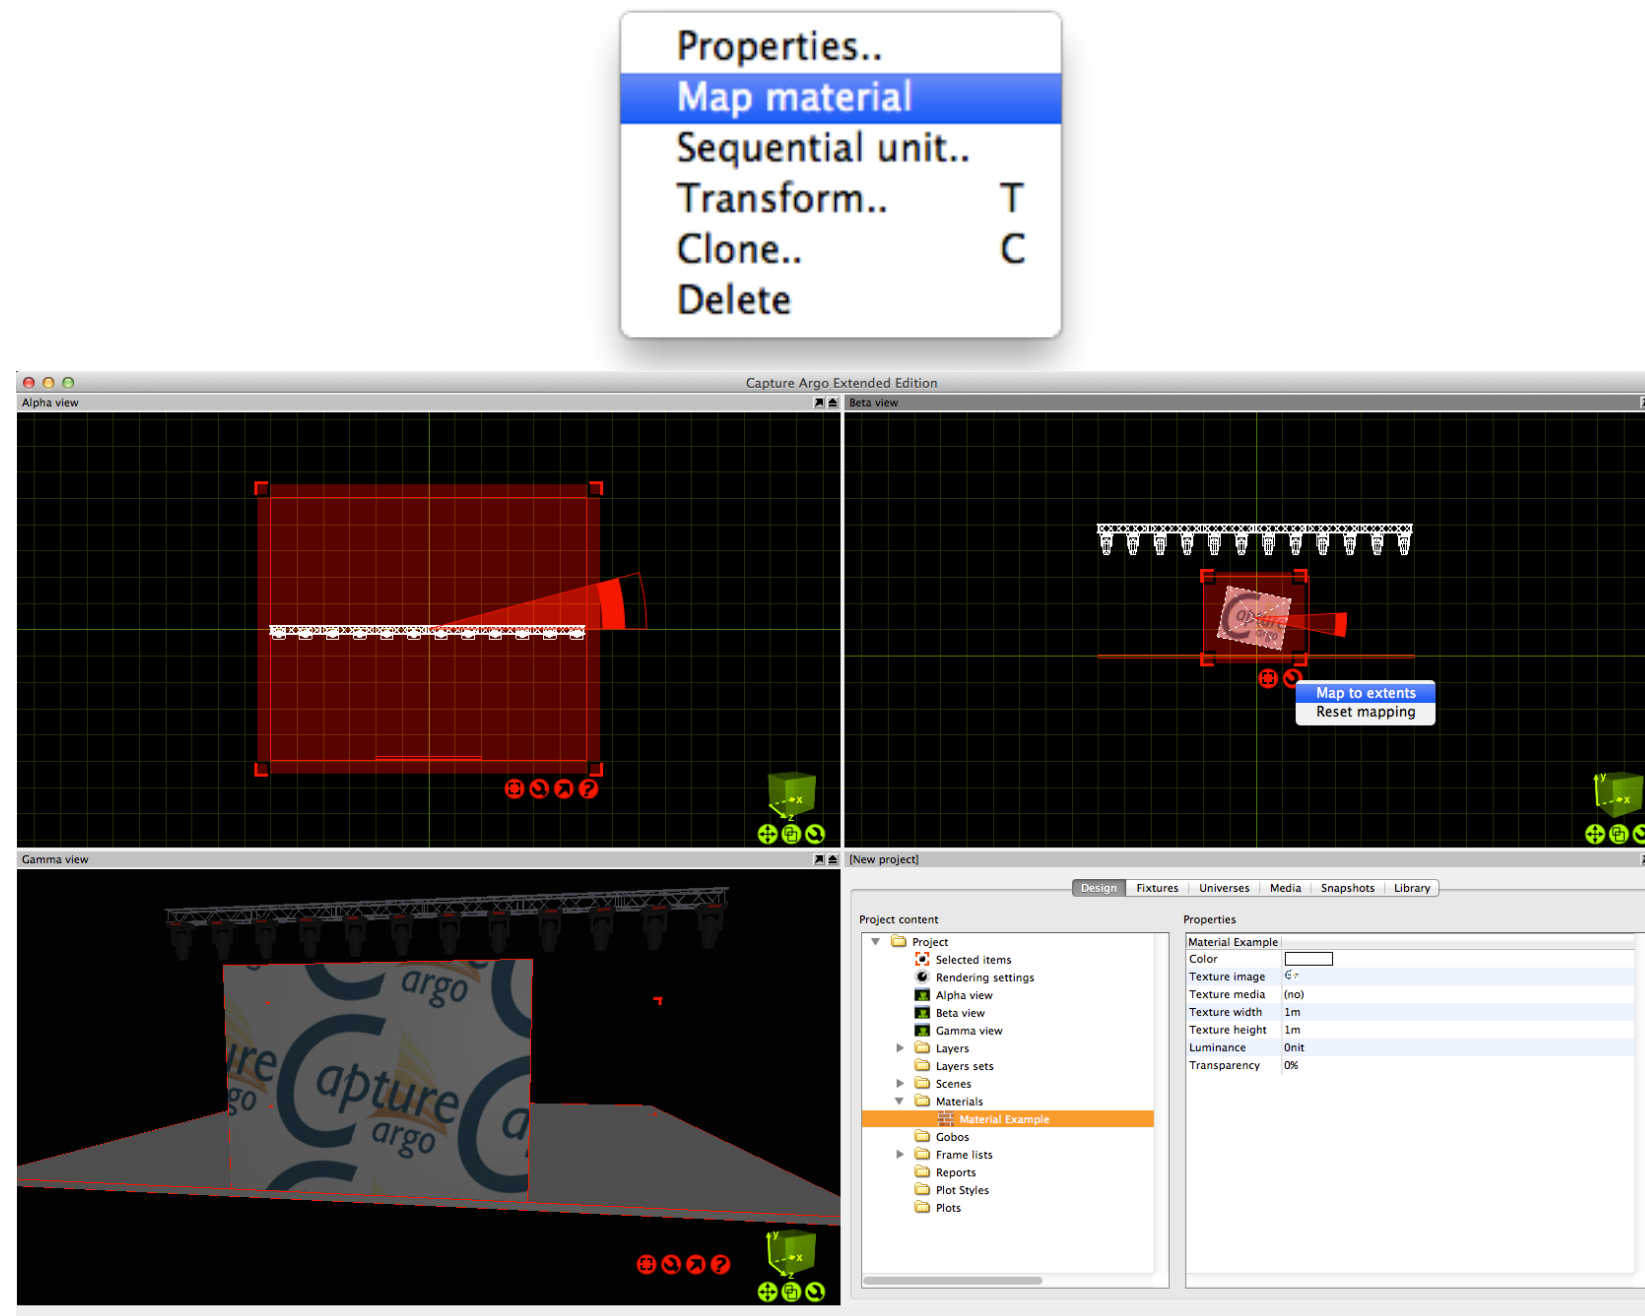 Properties..
Map material
Sequential unit..
Transform.. T
Clone.. C
Delete
Capture Argo Extended Edition
Alpha view
Beta view
Capture
argo
Map to extents
Reset mapping
x
z
y
x
Gamma view
argo
ure
go
Capture
argo
a
y
x
z
[New project]
Design Fixtures Universes Media Snapshots Library
Project content
Project
Selected items
Rendering settings
Alpha view
Beta view
Gamma view
Layers
Layers sets
Scenes
Materials
Material Example
Gobos
Frame lists
Reports
Plot Styles
Plots
Properties
Material Example
Color
Texture image
Texture media (no)
Texture width 1m
Texture height 1m
Luminance 0nit
Transparency 0%